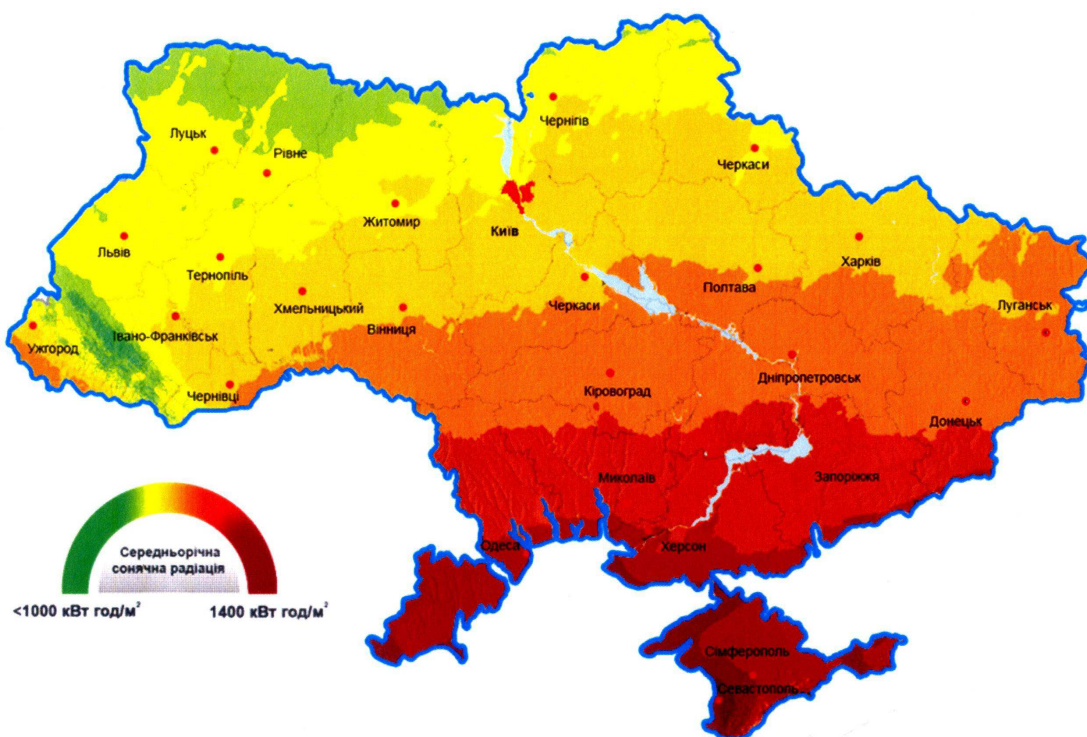 Чернігів
Луцьк
Рівне
Черкаси
Житомир
Київ
Львів
Харків
Тернопіль
Полтава
Хмельницький
Черкаси
Луганськ
Вінниця
Івано-Франківськ
Ужгород
Дніпропетровськ
Кіровоград
Чернівці
Донецьк
Миколаїв
Запоріжжя
Одеса
Херсон
Середньорічна
сонячна радіація
<1000 кВт год/м²
1400 кВт год/м²
Сімферополь
Севастополь